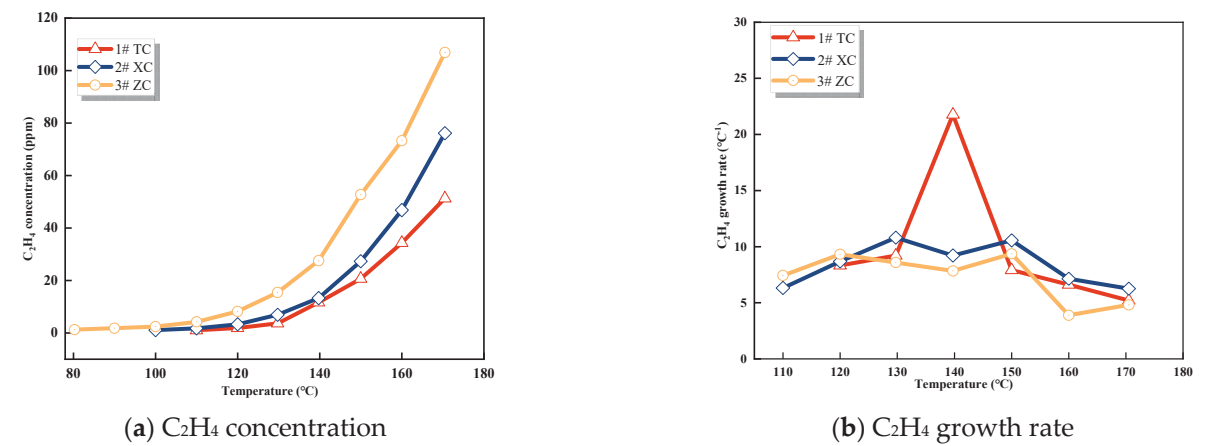 120
100
80
60
40
20
0
C₂H₄ concentration (ppm)
1# TC
2# XC
3# ZC
80 100 120 140 160 180
Temperature (°C)
(a) C₂H₄ concentration
30
25
20
15
10
5
0
C₂H₄ growth rate (°C⁻¹)
1# TC
2# XC
3# ZC
110 120 130 140 150 160 170 180
Temperature (°C)
(b) C₂H₄ growth rate